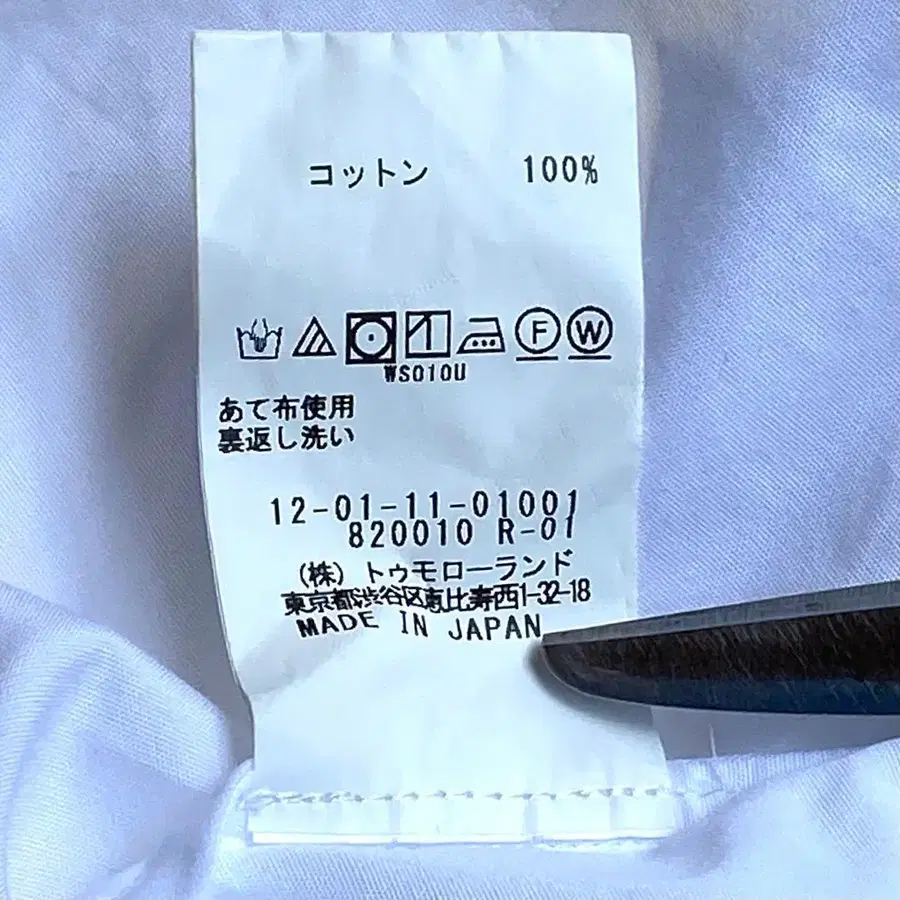 コットン 100%
F W
WS010U
あて布使用
裏返し洗い
12-01-11-01001
820010 R-01
(株) トゥモローランド
東京都渋谷区恵比寿西1-32-18
MADE IN JAPAN